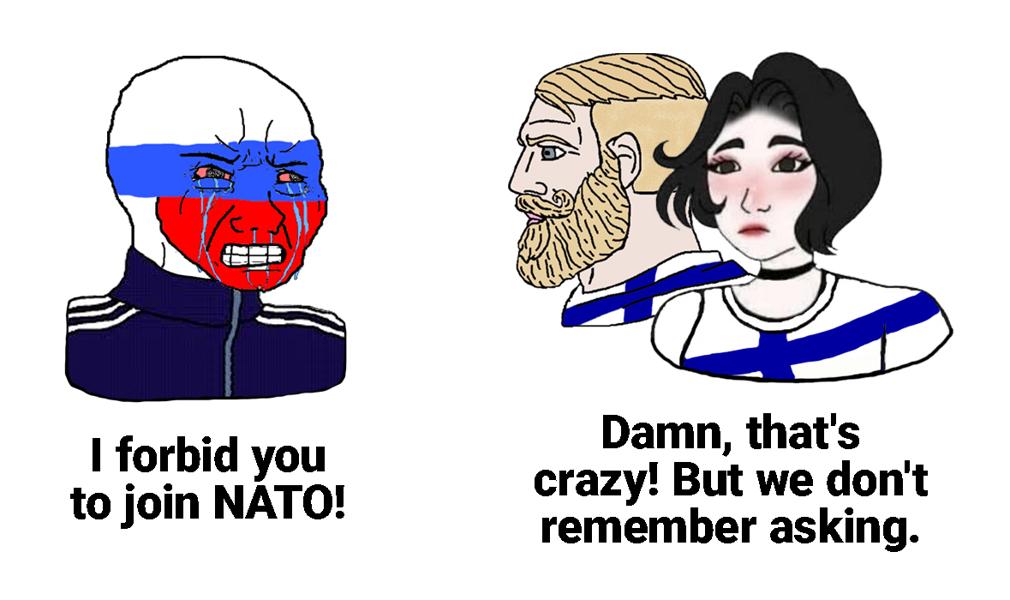 I forbid you
to join NATO!
Damn, that's
crazy! But we don't
remember asking.